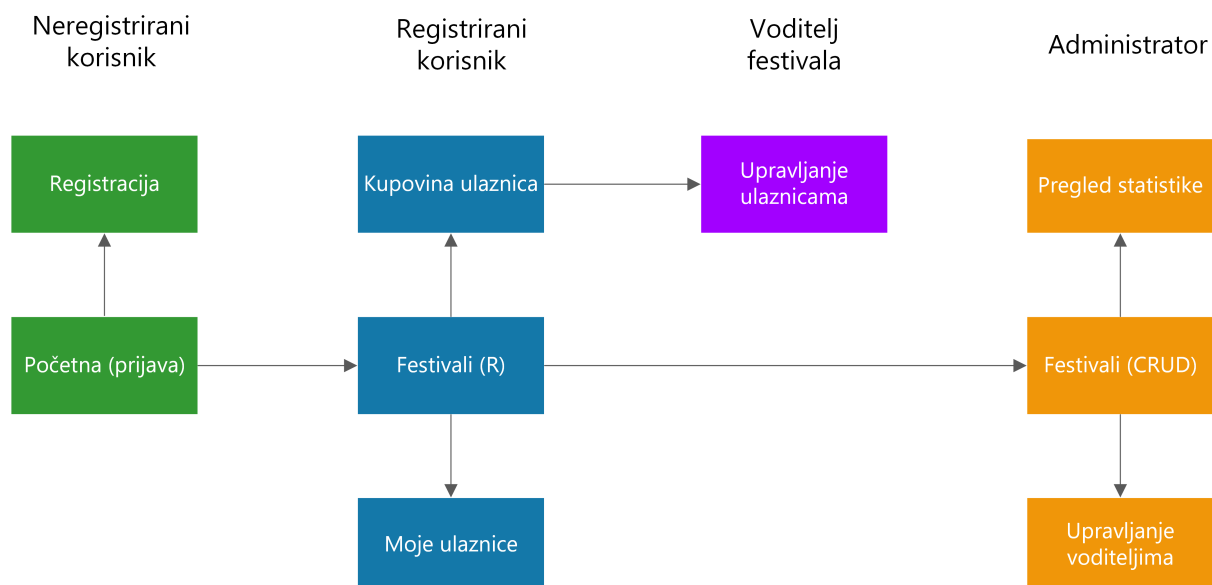 Neregistrirani
korisnik
Registrirani
korisnik
Voditelj
festivala
Administrator
Registracija
Kupovina ulaznica
Upravljanje
ulaznicama
Pregled statistike
Početna (prijava)
Festivali (R)
Festivali (CRUD)
Moje ulaznice
Upravljanje
voditeljima